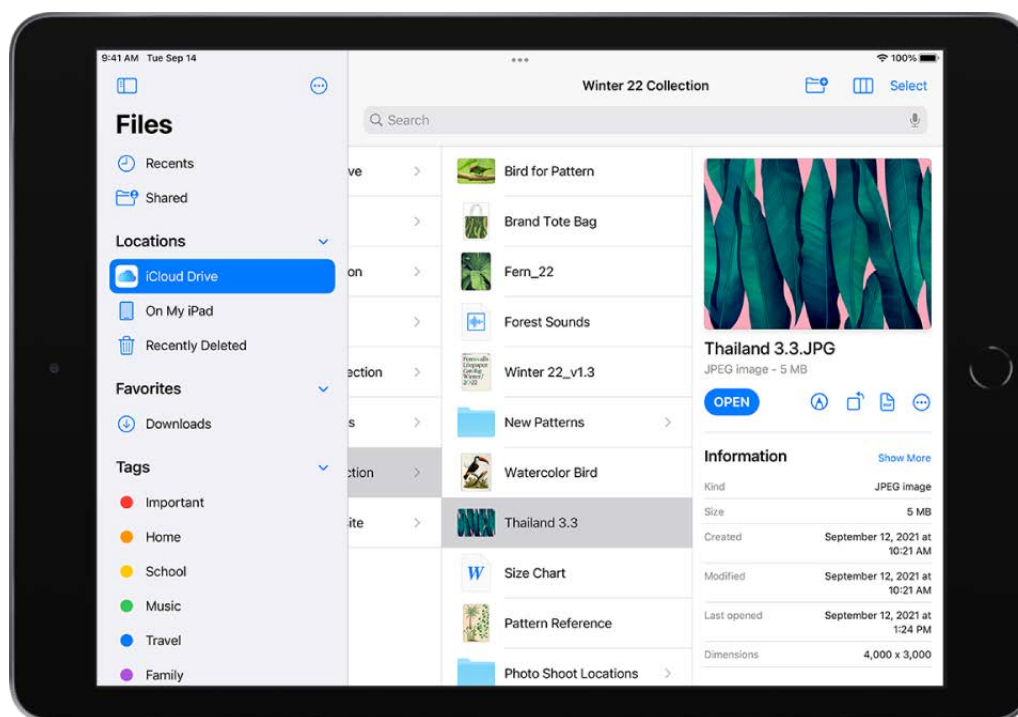 9:41 AM Tue Sep 14
100%
Files
Recents
Shared
Locations
iCloud Drive
On My iPad
Recently Deleted
Favorites
Downloads
Tags
Important
Home
School
Music
Travel
Family
Winter 22 Collection
Select
Search
ve
on
ection
s
ction
ite
Bird for Pattern
Brand Tote Bag
Fern_22
Forest Sounds
Winter 22_v1.3
New Patterns
Watercolor Bird
Thailand 3.3
W Size Chart
Pattern Reference
Photo Shoot Locations
Thailand 3.3.JPG
JPEG image - 5 MB
OPEN
Information Show More
Kind JPEG image
Size 5 MB
Created September 12, 2021 at
10:21 AM
Modified September 12, 2021 at
10:21 AM
Last opened September 12, 2021 at
1:24 PM
Dimensions 4,000 x 3,000